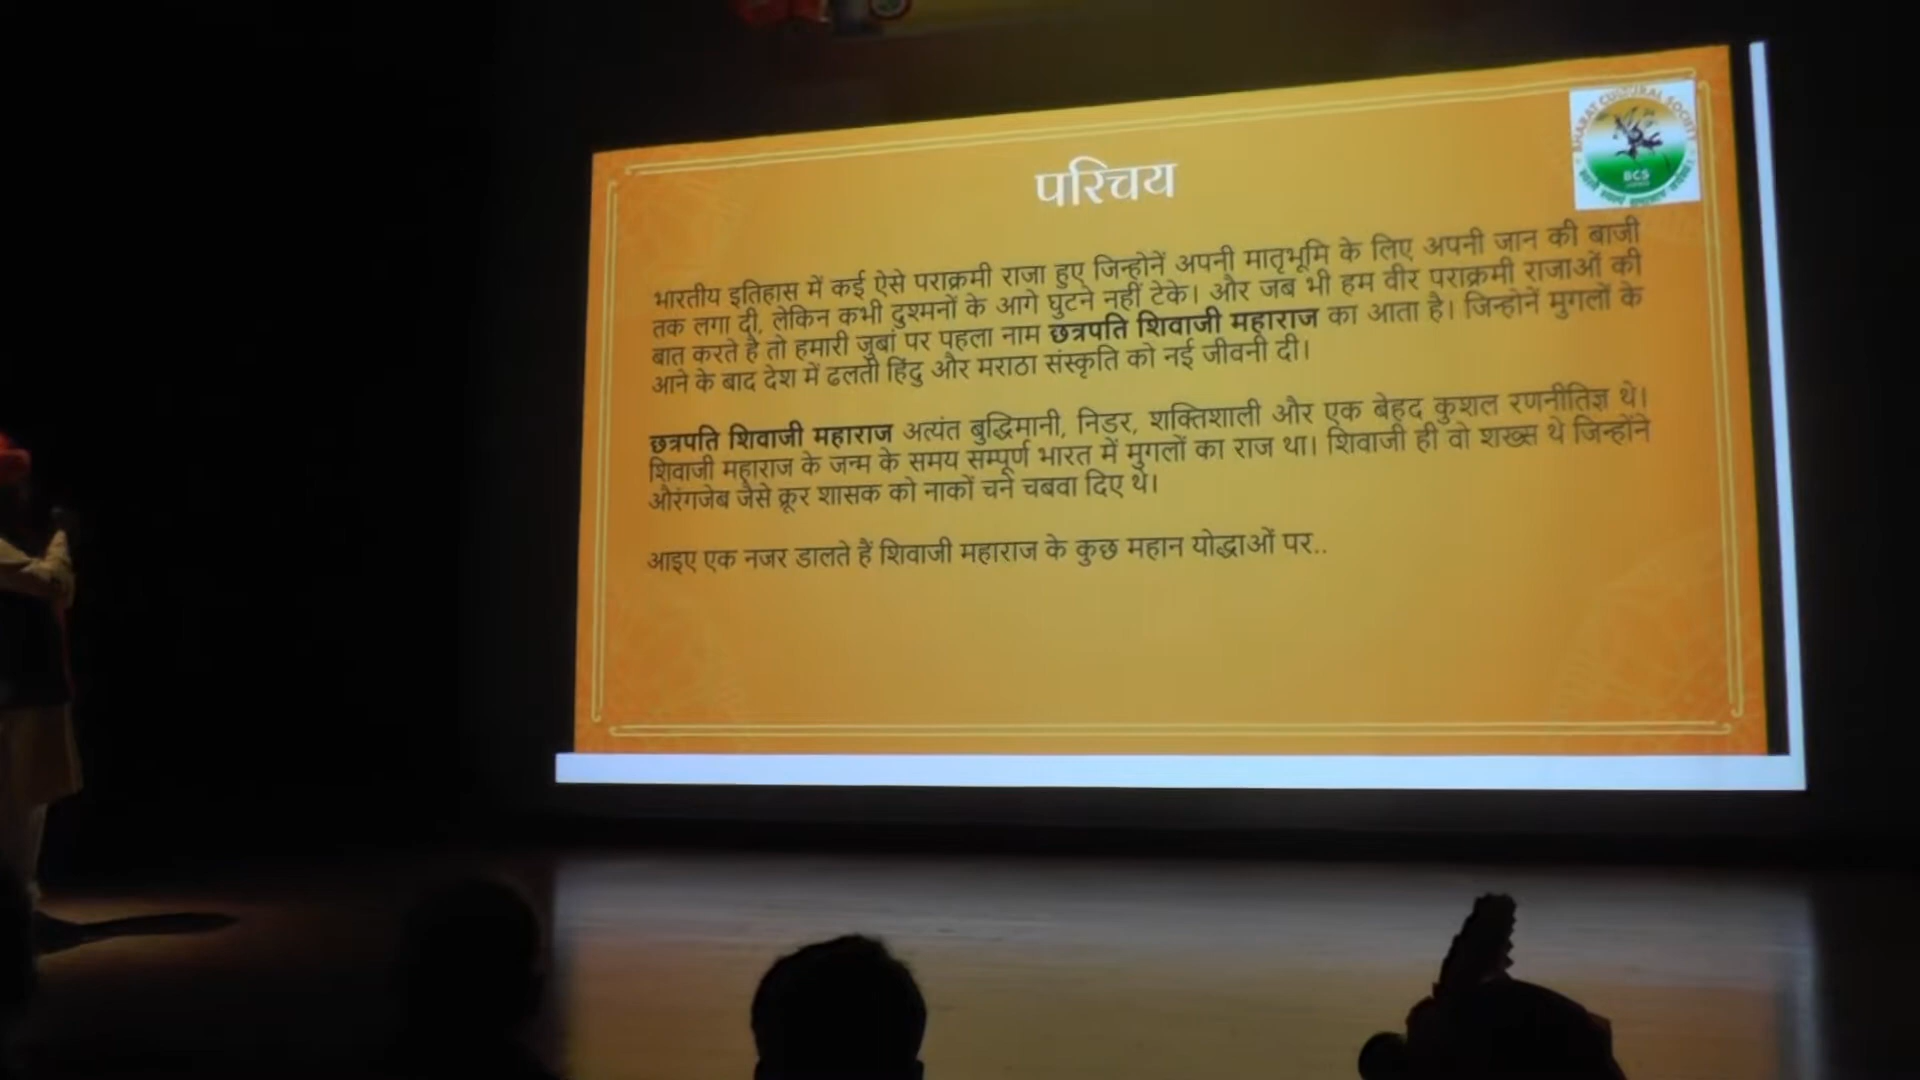 परिचय
BHARAT CULTURAL SOCIETY
BCS
भारतीय इतिहास में कई ऐसे पराक्रमी राजा हुए जिन्होनें अपनी मातृभूमि के लिए अपनी जान की बाजी
तक लगा दी, लेकिन कभी दुश्मनों के आगे घुटने नहीं टेके। और जब भी हम वीर पराक्रमी राजाओं की
बात करते है तो हमारी जुबां पर पहला नाम छत्रपति शिवाजी महाराज का आता है। जिन्होनें मुगलों के
आने के बाद देश में ढलती हिंदु और मराठा संस्कृति को नई जीवनी दी।
छत्रपति शिवाजी महाराज अत्यंत बुद्धिमानी, निडर, शक्तिशाली और एक बेहद कुशल रणनीतिज्ञ थे।
शिवाजी महाराज के जन्म के समय सम्पूर्ण भारत में मुगलों का राज था। शिवाजी ही वो शख्स थे जिन्होंने
औरंगजेब जैसे क्रूर शासक को नाकों चने चबवा दिए थे।
आइए एक नजर डालते हैं शिवाजी महाराज के कुछ महान योद्धाओं पर..